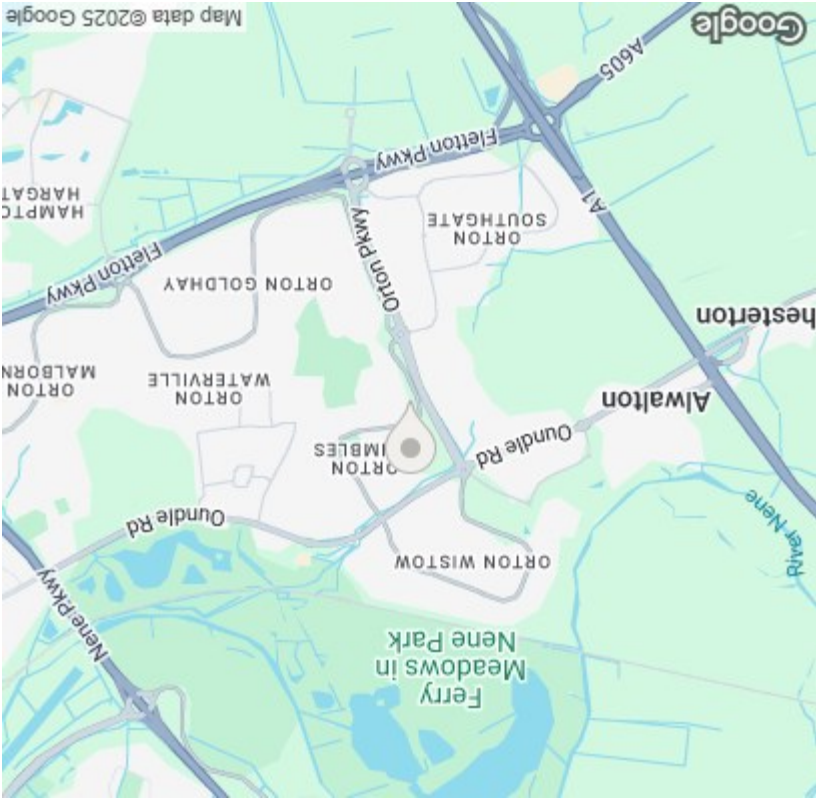 Ferry
Meadows in
Nene Park
Nene Pkwy
ORTON WISTOW
River Nene
Oundle Rd
ORTON
IMBLES
Oundle Rd
Alwalton
ORTON
WATERVILLE
ORTON
MALBORN
hesterton
ORTON GOLDHAY
Orton Pkwy
Fletton Pkwy
ORTON
SOUTHGATE
A1
HAMPTO
HARGAT
Fletton Pkwy
A605
Google
Map data ©2025 Google